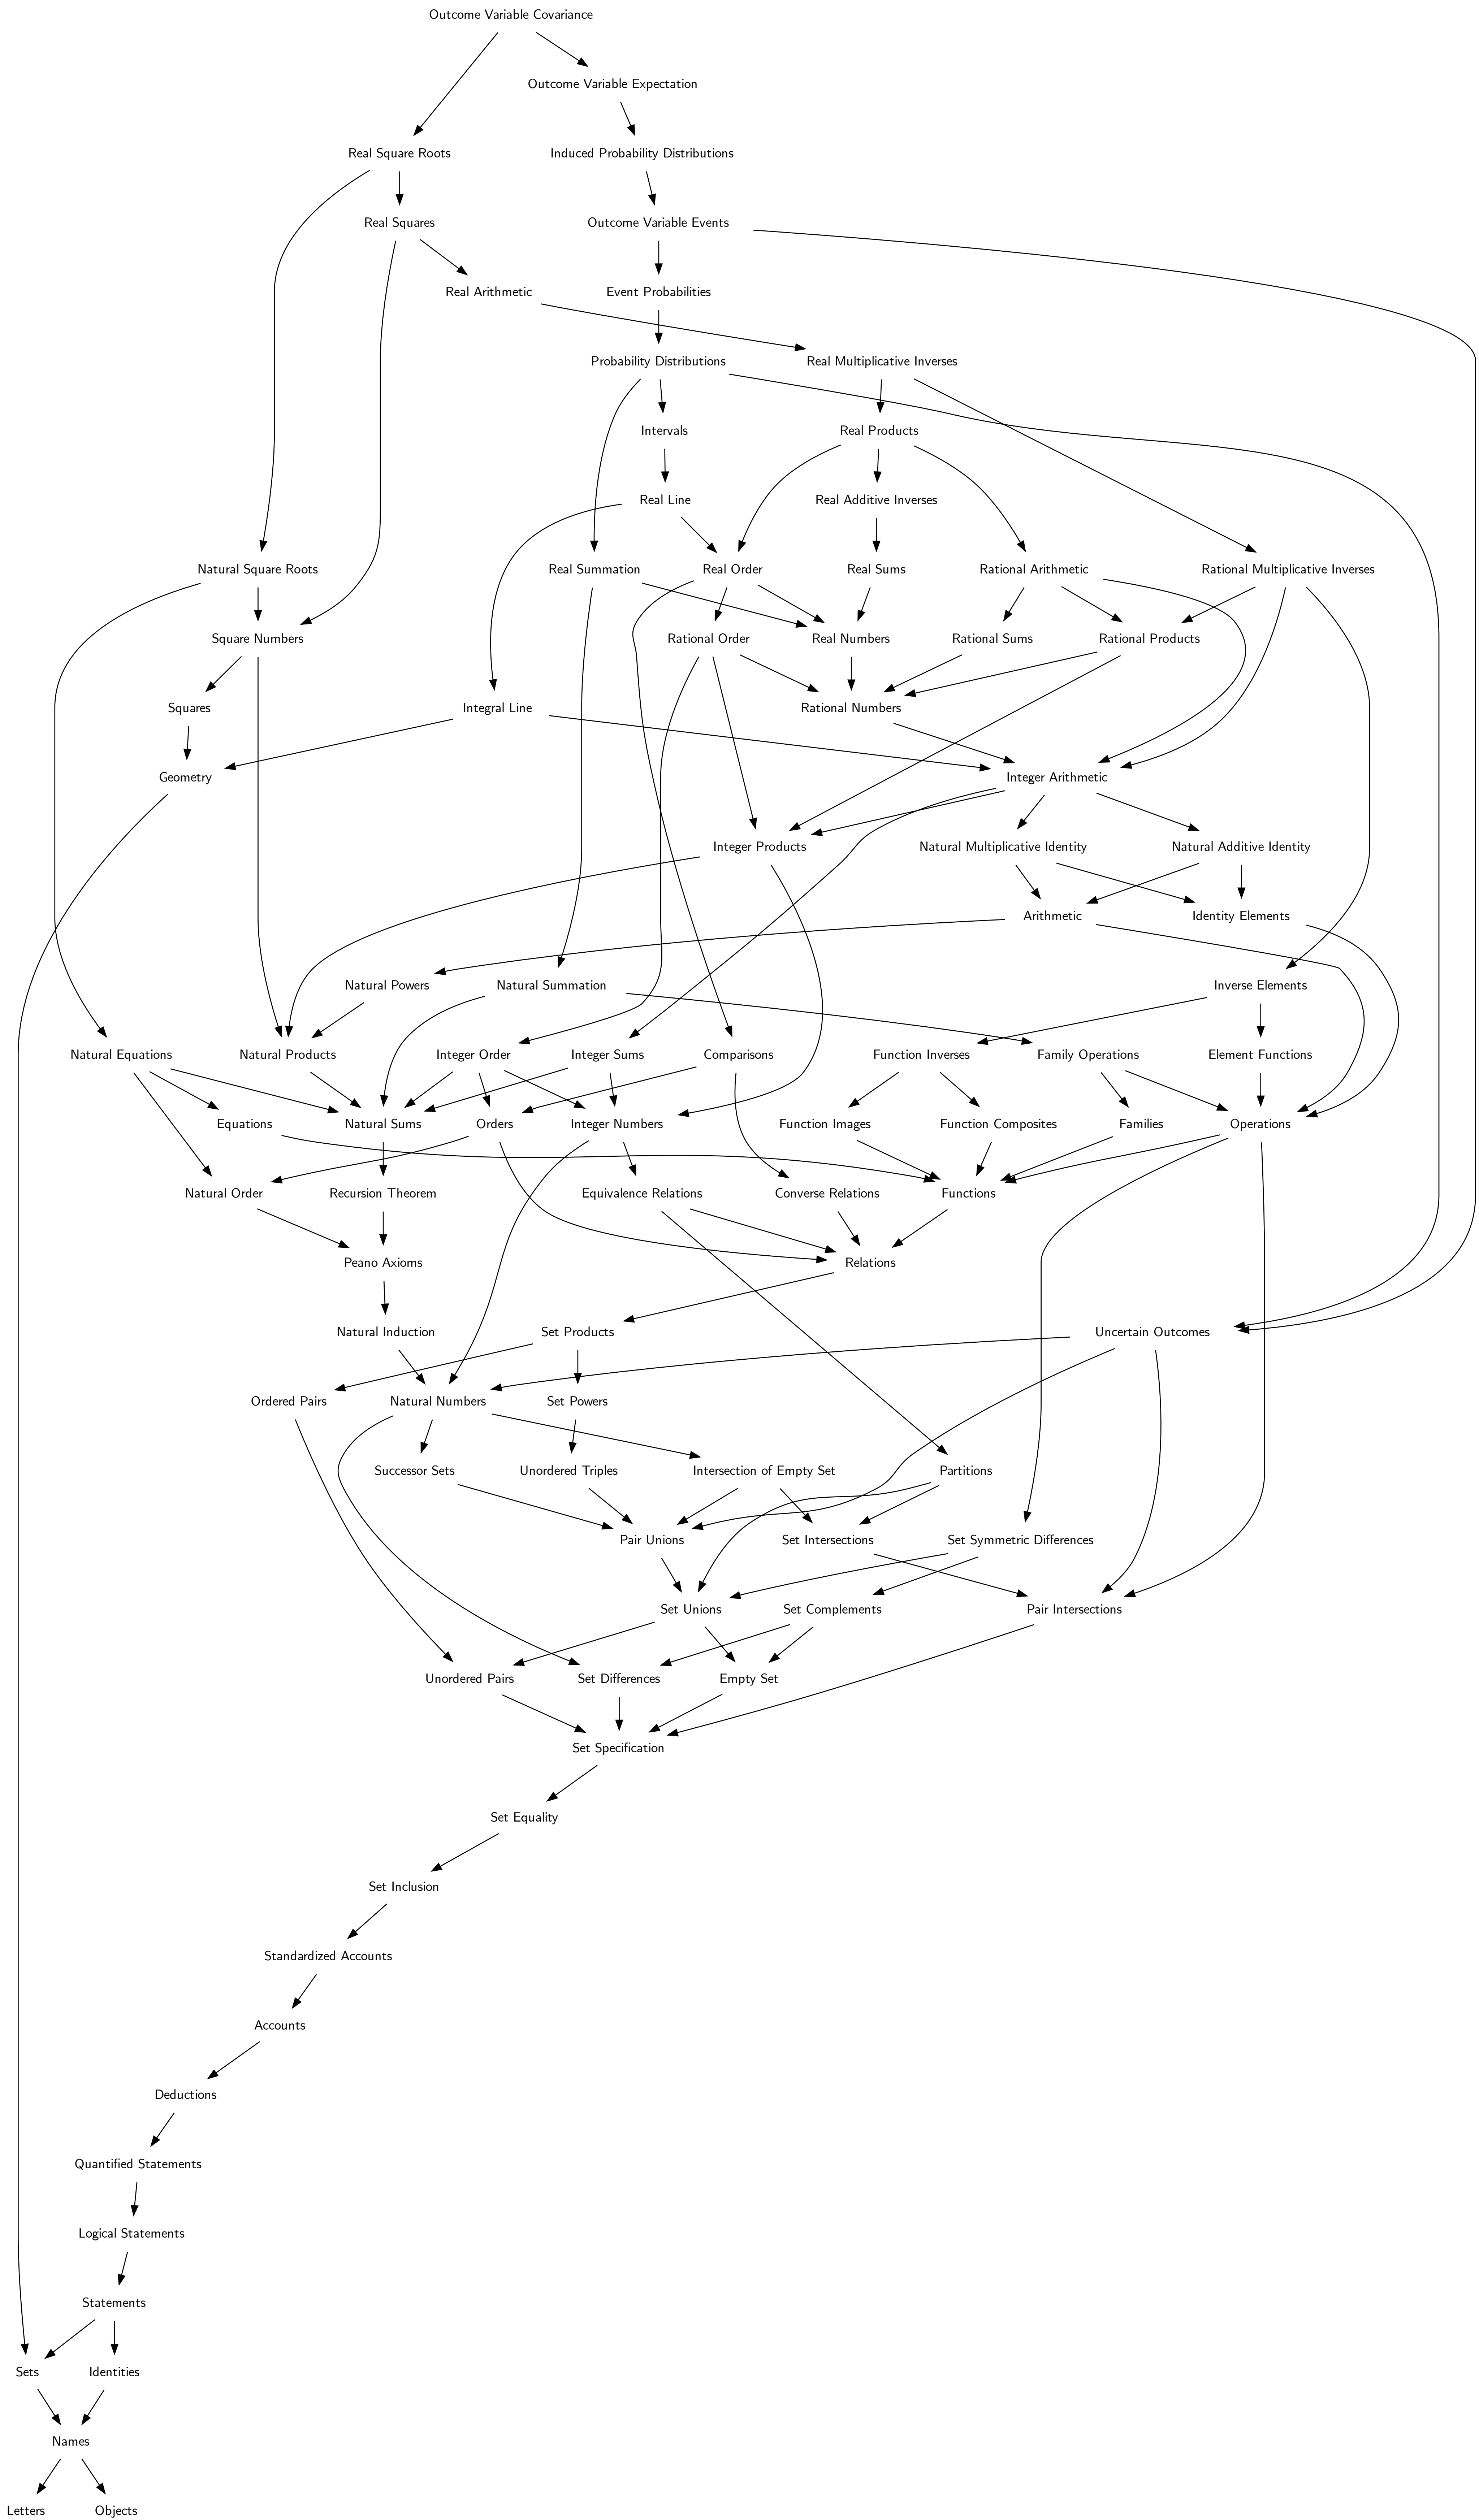 Outcome Variable Covariance
Outcome Variable Expectation
Real Square Roots
Induced Probability Distributions
Real Squares
Outcome Variable Events
Real Arithmetic
Event Probabilities
Probability Distributions
Real Multiplicative Inverses
Intervals
Real Products
Real Line
Real Additive Inverses
Natural Square Roots
Real Summation
Real Order
Real Sums
Rational Arithmetic
Rational Multiplicative Inverses
Square Numbers
Rational Order
Real Numbers
Rational Sums
Rational Products
Squares
Integral Line
Rational Numbers
Geometry
Integer Arithmetic
Integer Products
Natural Multiplicative Identity
Natural Additive Identity
Arithmetic
Identity Elements
Natural Powers
Natural Summation
Inverse Elements
Natural Equations
Natural Products
Integer Order
Integer Sums
Comparisons
Function Inverses
Family Operations
Element Functions
Equations
Natural Sums
Orders
Integer Numbers
Function Images
Function Composites
Families
Operations
Natural Order
Recursion Theorem
Equivalence Relations
Converse Relations
Functions
Peano Axioms
Relations
Natural Induction
Set Products
Uncertain Outcomes
Ordered Pairs
Natural Numbers
Set Powers
Successor Sets
Unordered Triples
Intersection of Empty Set
Partitions
Pair Unions
Set Intersections
Set Symmetric Differences
Set Unions
Set Complements
Pair Intersections
Unordered Pairs
Set Differences
Empty Set
Set Specification
Set Equality
Set Inclusion
Standardized Accounts
Accounts
Deductions
Quantified Statements
Logical Statements
Statements
Sets
Identities
Names
Letters
Objects